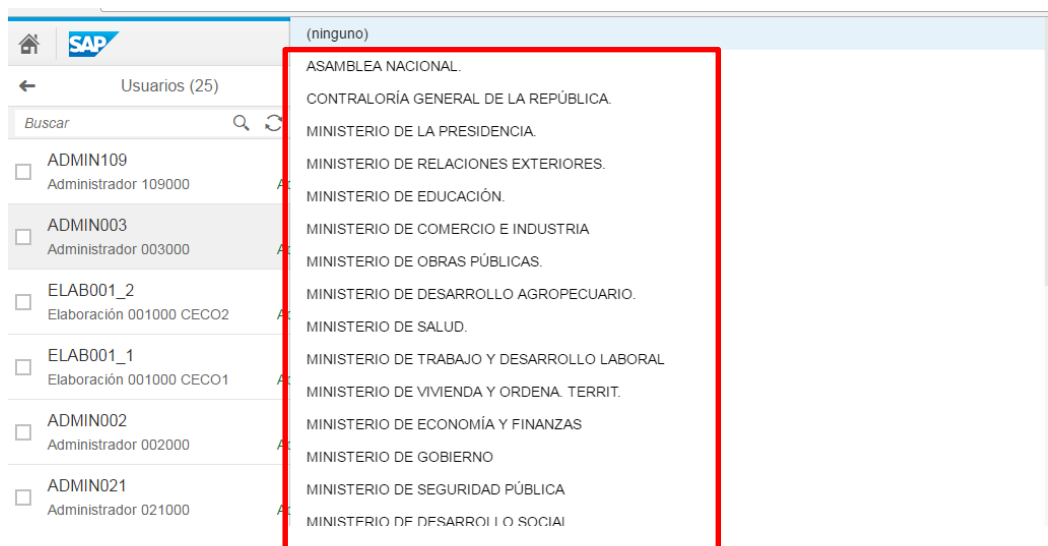 SAP
Usuarios (25)
Buscar
ADMIN109
Administrador 109000
ADMIN003
Administrador 003000
ELAB001_2
Elaboración 001000 CECO2
ELAB001_1
Elaboración 001000 CECO1
ADMIN002
Administrador 002000
ADMIN021
Administrador 021000
(ninguno)
ASAMBLEA NACIONAL.
CONTRALORÍA GENERAL DE LA REPÚBLICA.
MINISTERIO DE LA PRESIDENCIA.
MINISTERIO DE RELACIONES EXTERIORES.
MINISTERIO DE EDUCACIÓN.
MINISTERIO DE COMERCIO E INDUSTRIA
MINISTERIO DE OBRAS PÚBLICAS.
MINISTERIO DE DESARROLLO AGROPECUARIO.
MINISTERIO DE SALUD.
MINISTERIO DE TRABAJO Y DESARROLLO LABORAL
MINISTERIO DE VIVIENDA Y ORDENA. TERRIT.
MINISTERIO DE ECONOMÍA Y FINANZAS
MINISTERIO DE GOBIERNO
MINISTERIO DE SEGURIDAD PÚBLICA
MINISTERIO DE DESARROLLO SOCIAL